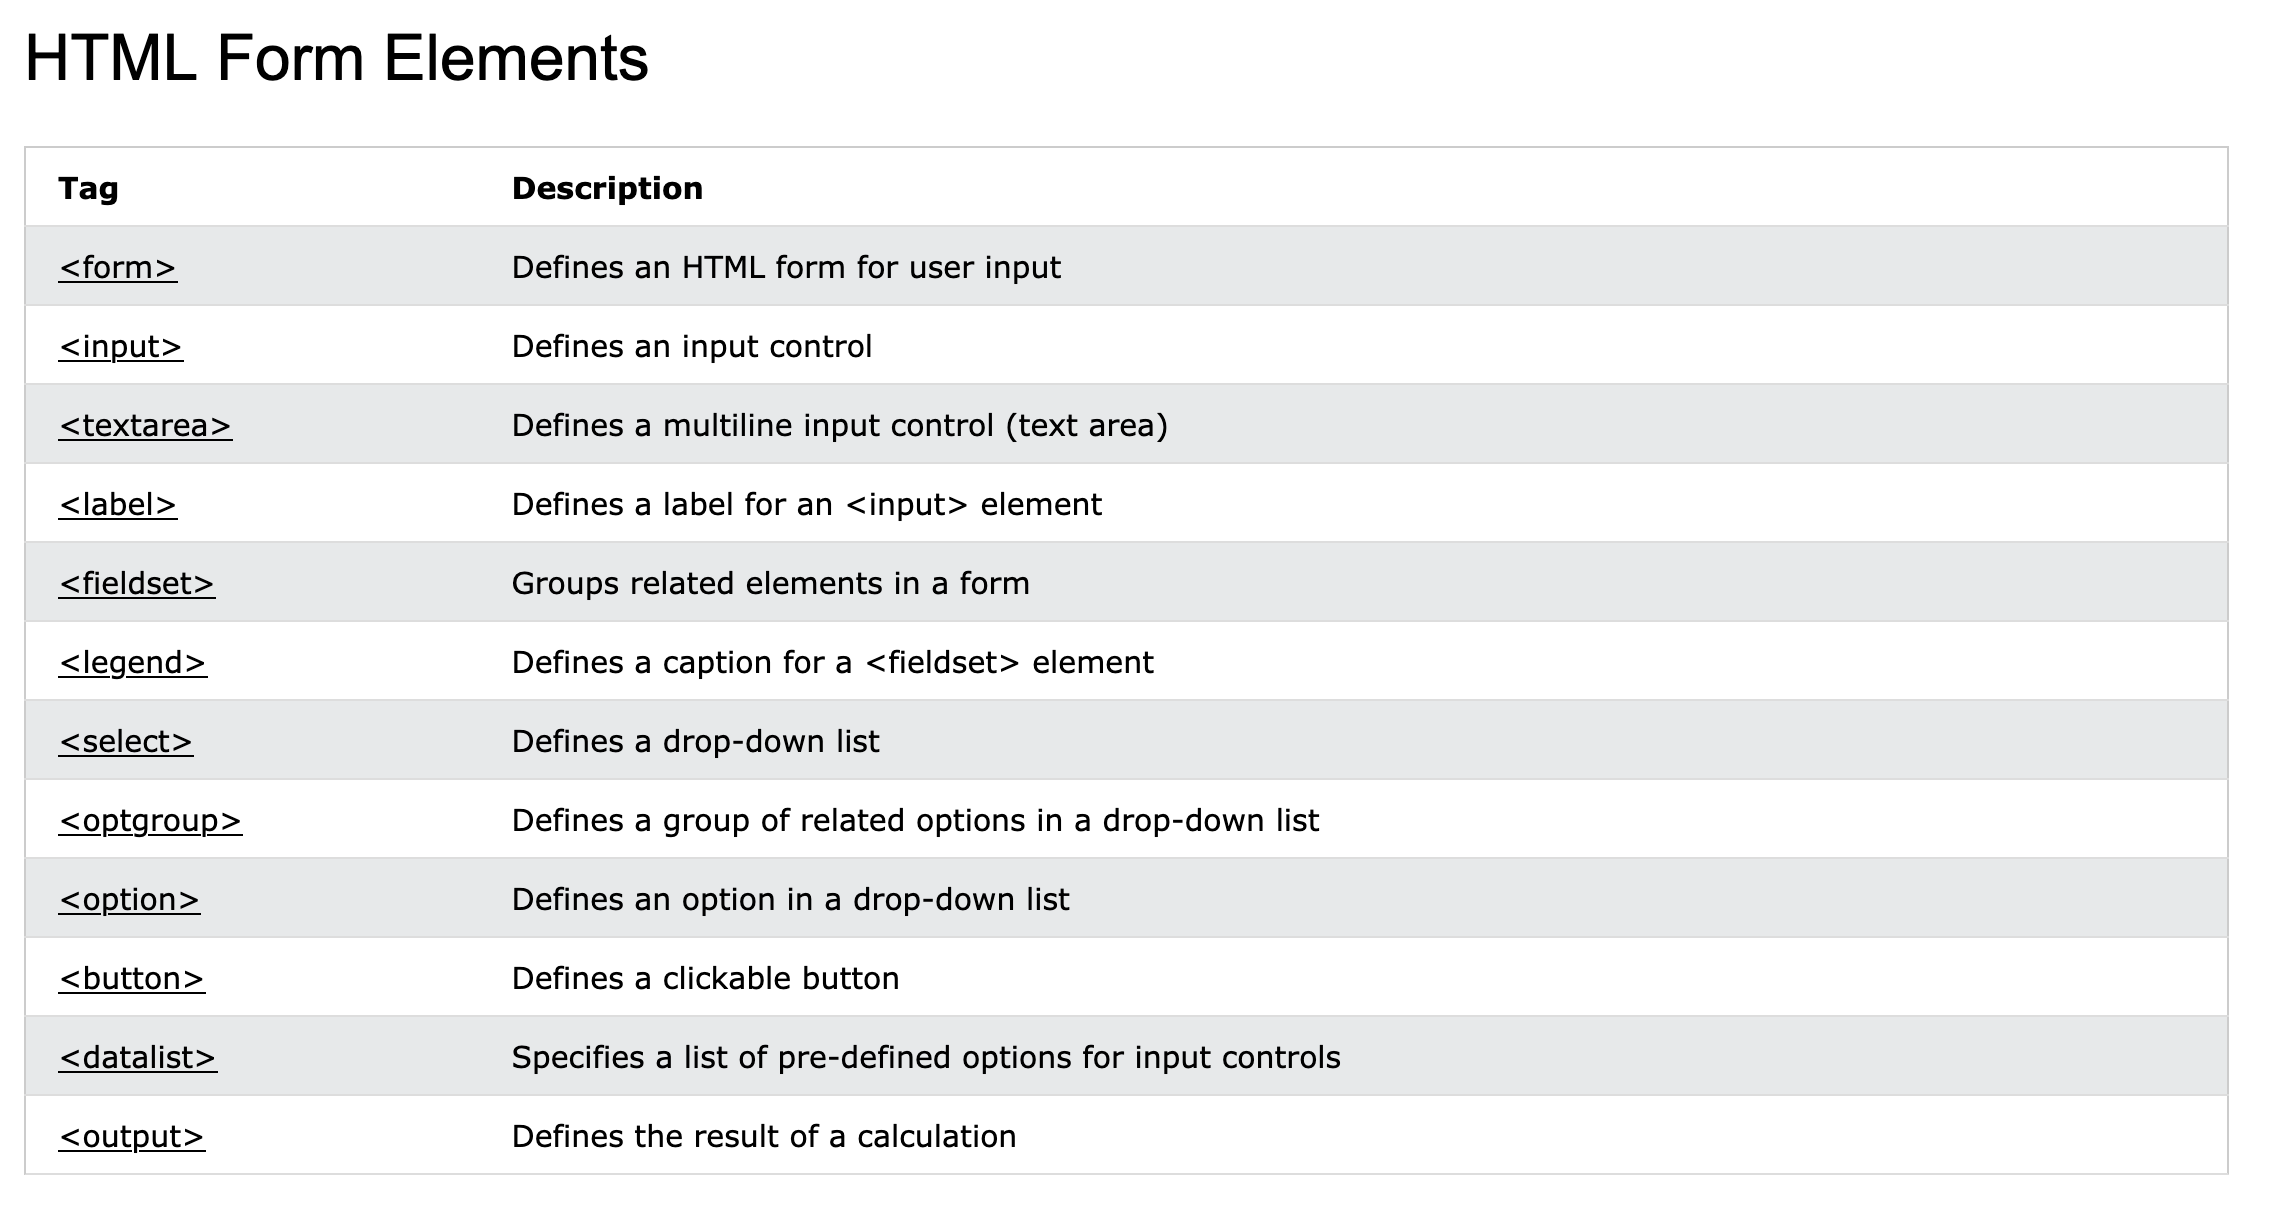 HTML Form Elements
Tag Description
<form> Defines an HTML form for user input
<input> Defines an input control
<textarea> Defines a multiline input control (text area)
<label> Defines a label for an <input> element
<fieldset> Groups related elements in a form
<legend> Defines a caption for a <fieldset> element
<select> Defines a drop-down list
<optgroup> Defines a group of related options in a drop-down list
<option> Defines an option in a drop-down list
<button> Defines a clickable button
<datalist> Specifies a list of pre-defined options for input controls
<output> Defines the result of a calculation